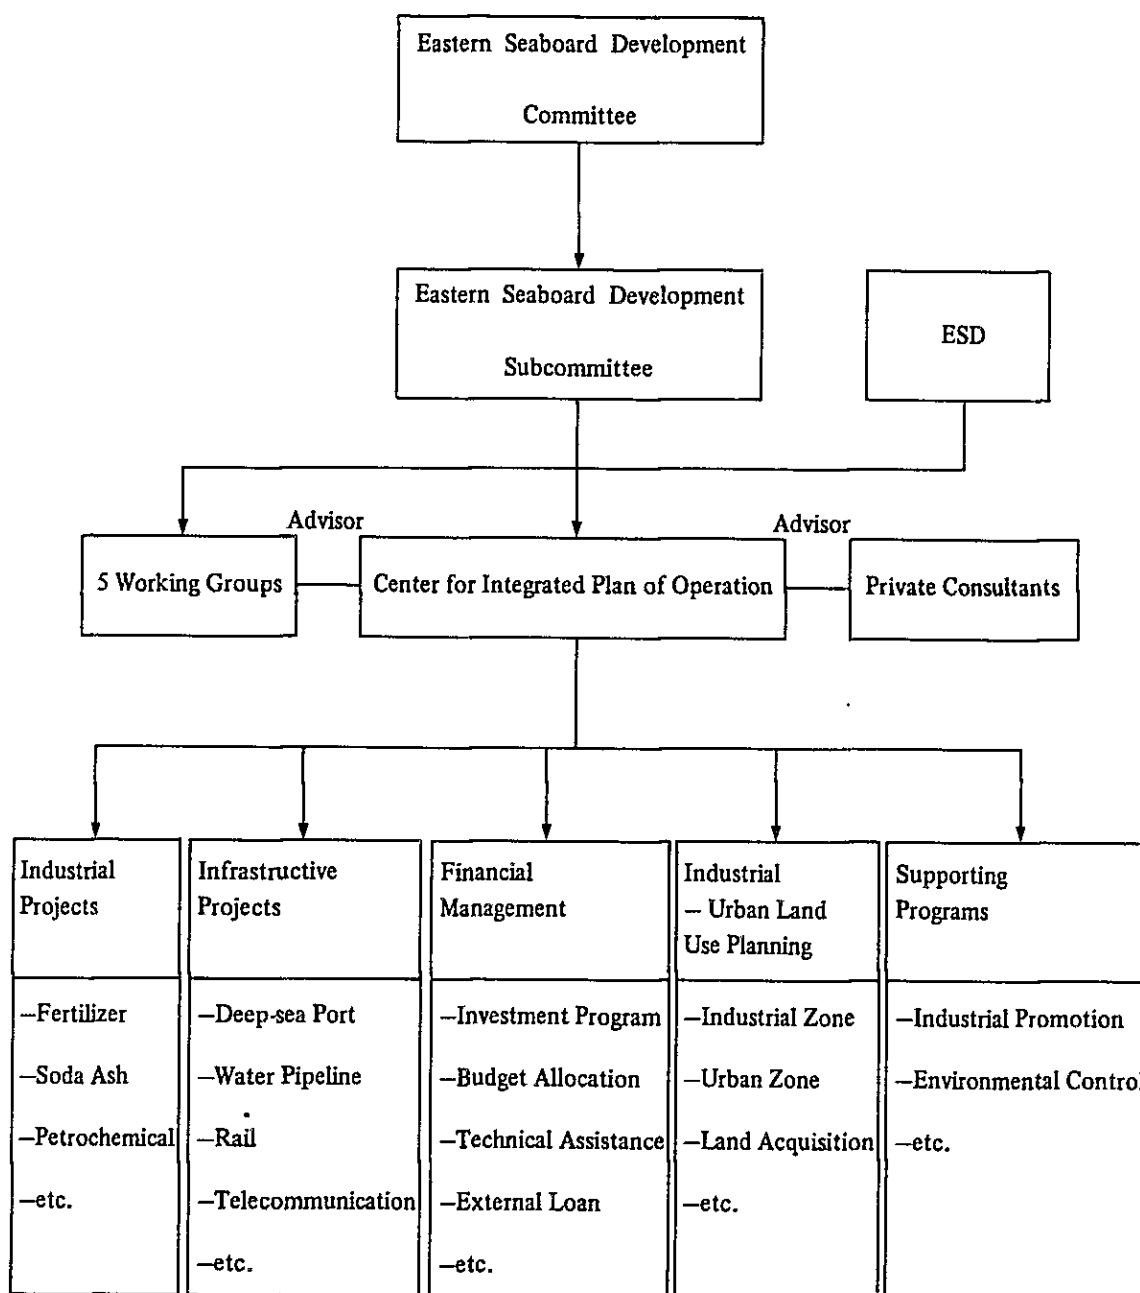 Eastern Seaboard Development
Committee
Eastern Seaboard Development
Subcommittee
ESD
Advisor
Advisor
5 Working Groups
Center for Integrated Plan of Operation
Private Consultants
Industrial
Projects
—Fertilizer
—Soda Ash
—Petrochemical
—etc.
Infrastructive
Projects
—Deep-sea Port
—Water Pipeline
—Rail
—Telecommunication
—etc.
Financial
Management
—Investment Program
—Budget Allocation
—Technical Assistance
—External Loan
—etc.
Industrial
— Urban Land
Use Planning
—Industrial Zone
—Urban Zone
—Land Acquisition
—etc.
Supporting
Programs
—Industrial Promotion
—Environmental Control
—etc.